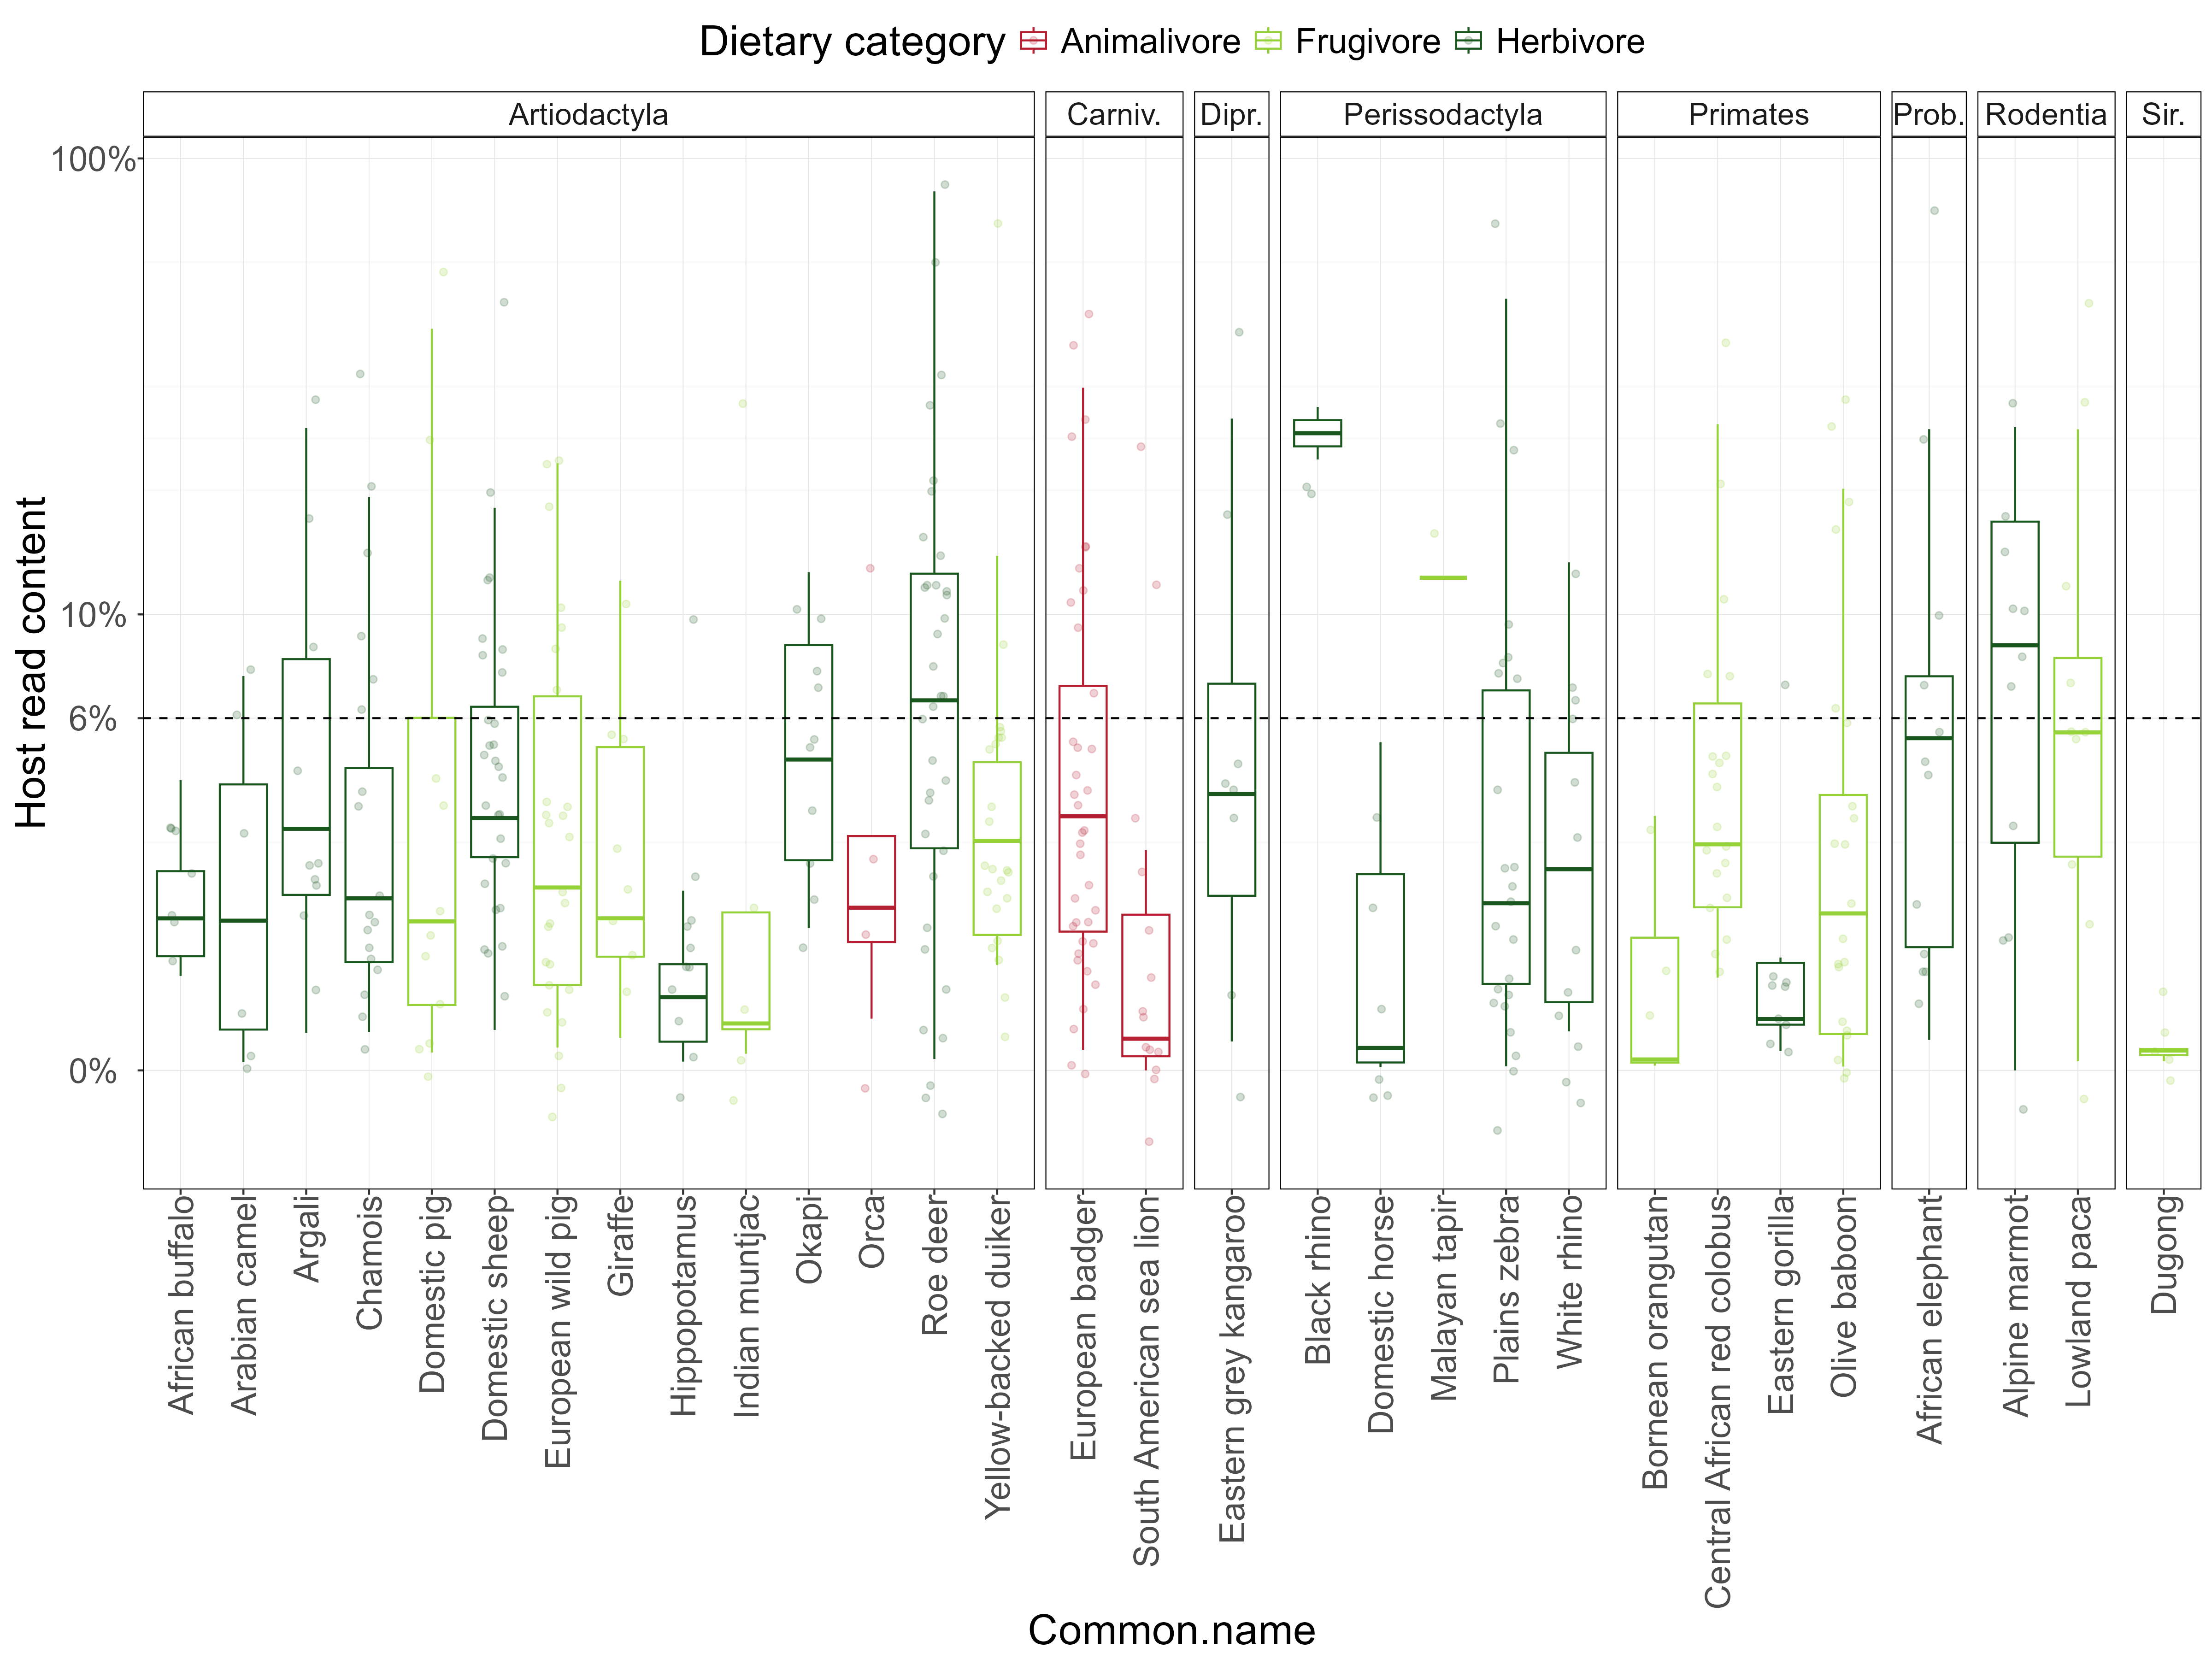 Dietary category Animalivore Frugivore Herbivore
Artiodactyla Carniv. Dipr. Perissodactyla Primates Prob. Rodentia Sir.
100%
10%
6%
0%
Host read content
African buffalo
Arabian camel
Argali
Chamois
Domestic pig
Domestic sheep
European wild pig
Giraffe
Hippopotamus
Indian muntjac
Okapi
Orca
Roe deer
Yellow-backed duiker
European badger
South American sea lion
Eastern grey kangaroo
Black rhino
Domestic horse
Malayan tapir
Plains zebra
White rhino
Bornean orangutan
Central African red colobus
Eastern gorilla
Olive baboon
African elephant
Alpine marmot
Lowland paca
Dugong
Common.name